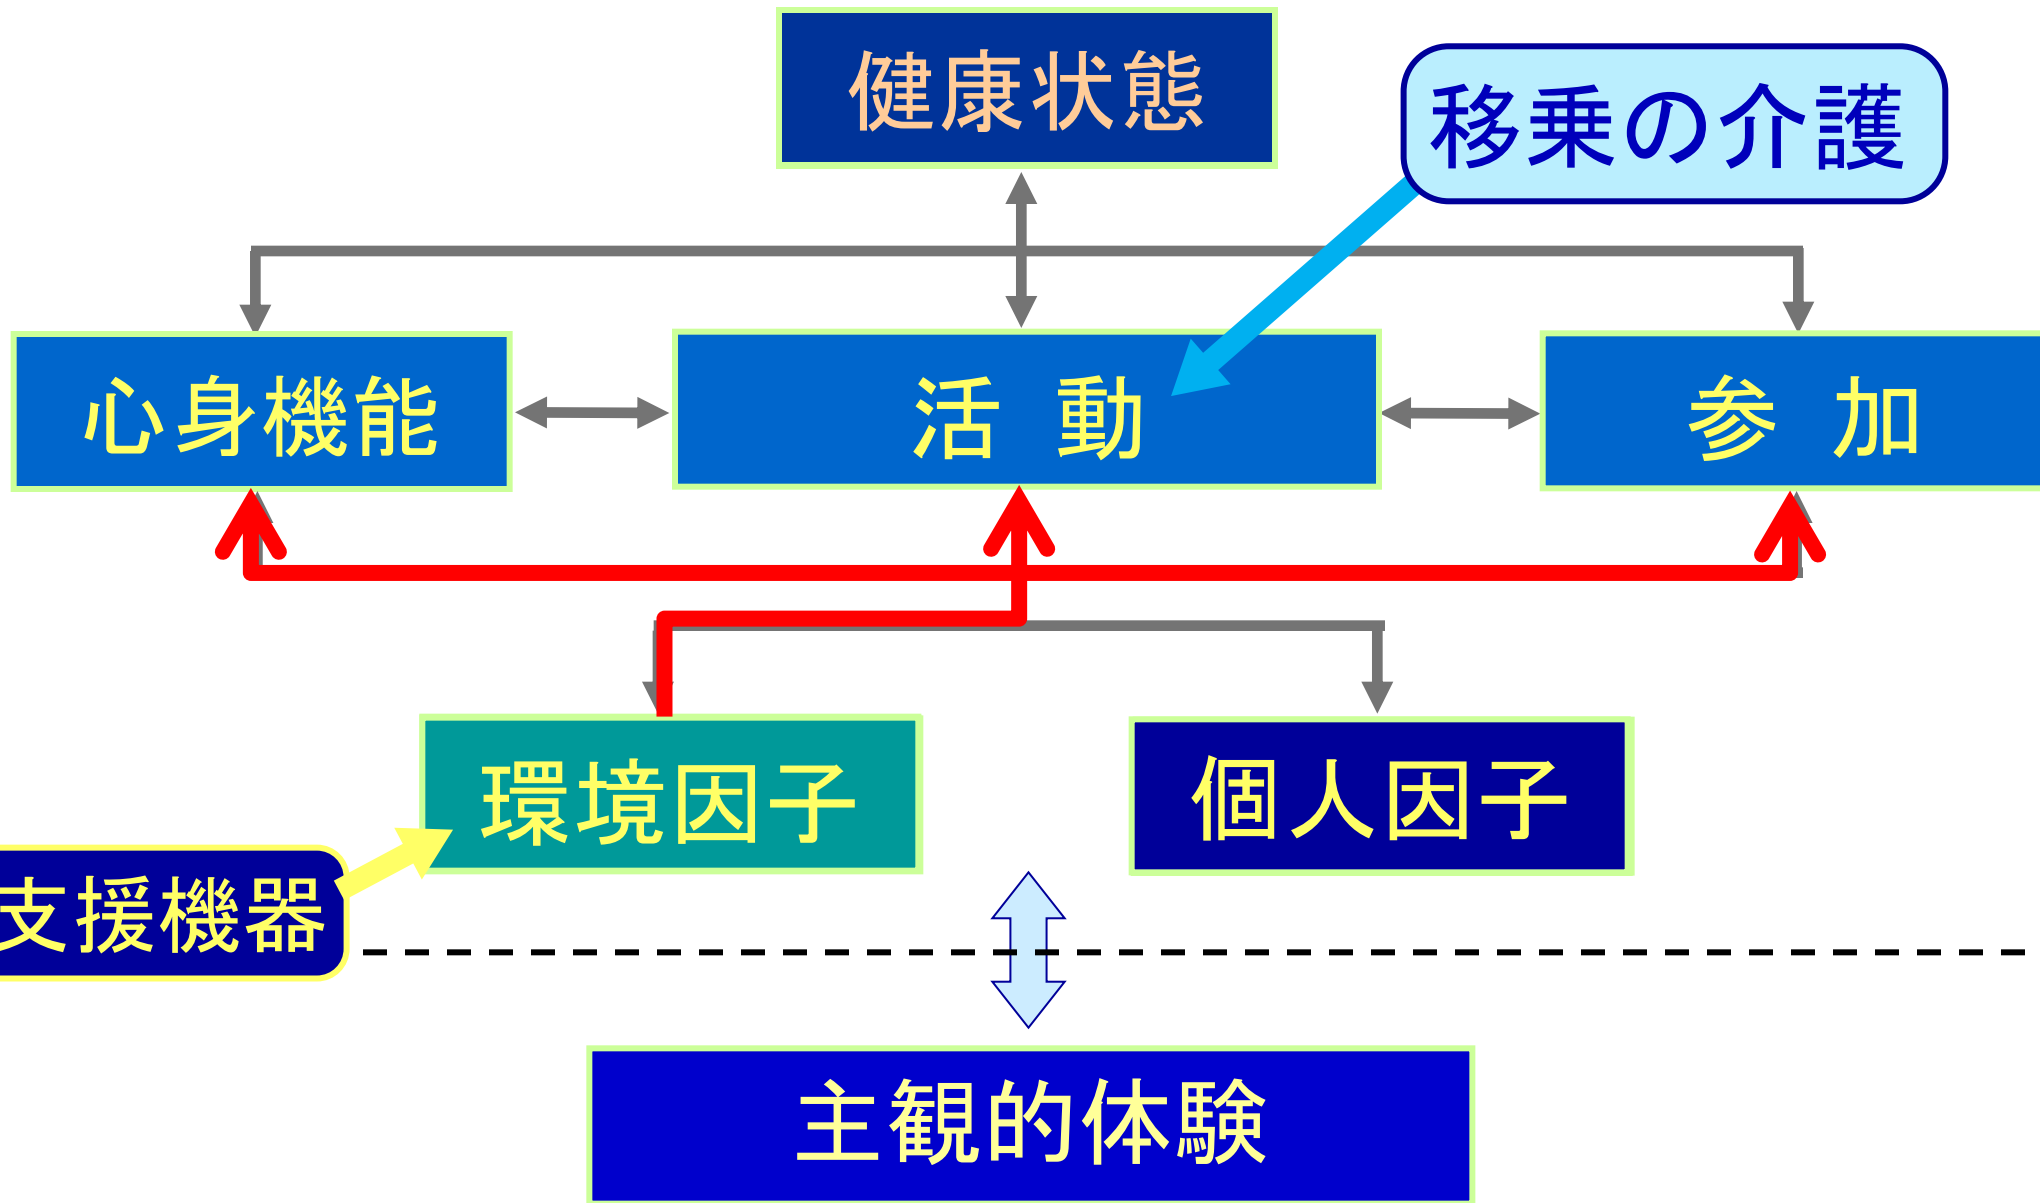 健康状態
移乗の介護
心身機能
活 動
参 加
環境因子
個人因子
支援機器
主観的体験